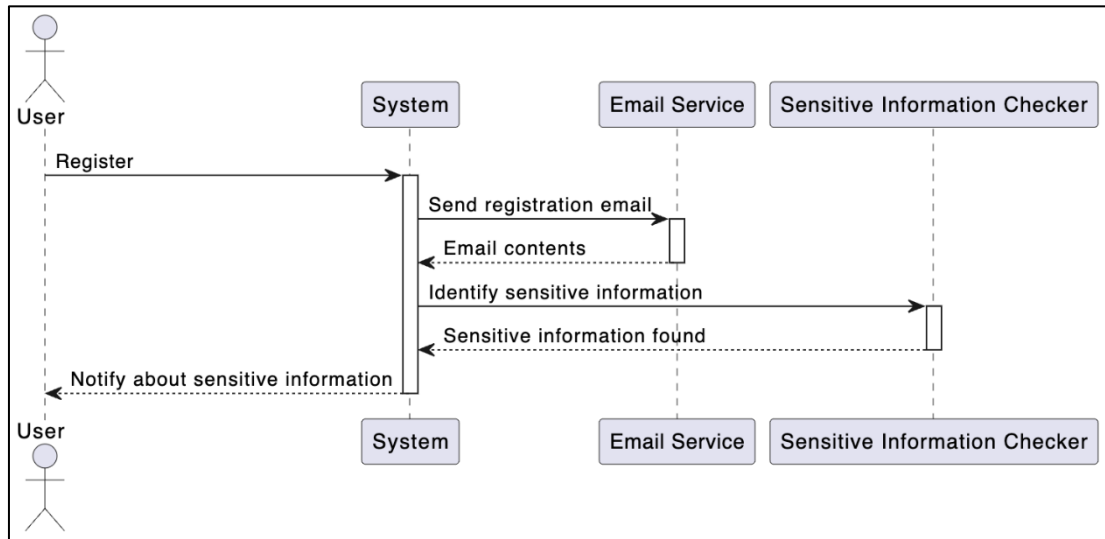 User
System
Email Service
Sensitive Information Checker
Register
Send registration email
Email contents
Identify sensitive information
Sensitive information found
Notify about sensitive information
User
System
Email Service
Sensitive Information Checker